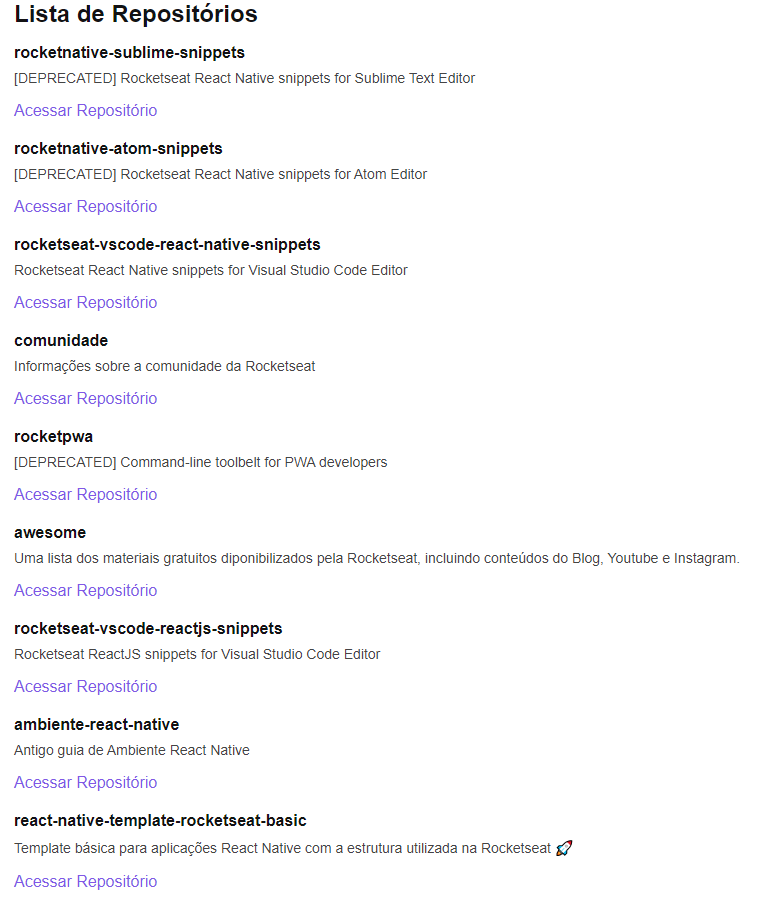 Lista de Repositórios
rocketnative-sublime-snippets
[DEPRECATED] Rocketseat React Native snippets for Sublime Text Editor
Acessar Repositório
rocketnative-atom-snippets
[DEPRECATED] Rocketseat React Native snippets for Atom Editor
Acessar Repositório
rocketseat-vscode-react-native-snippets
Rocketseat React Native snippets for Visual Studio Code Editor
Acessar Repositório
comunidade
Informações sobre a comunidade da Rocketseat
Acessar Repositório
rocketpwa
[DEPRECATED] Command-line toolbelt for PWA developers
Acessar Repositório
awesome
Uma lista dos materiais gratuitos diponibilizados pela Rocketseat, incluindo conteúdos do Blog, Youtube e Instagram.
Acessar Repositório
rocketseat-vscode-reactjs-snippets
Rocketseat ReactJS snippets for Visual Studio Code Editor
Acessar Repositório
ambiente-react-native
Antigo guia de Ambiente React Native
Acessar Repositório
react-native-template-rocketseat-basic
Template básica para aplicações React Native com a estrutura utilizada na Rocketseat 🚀
Acessar Repositório